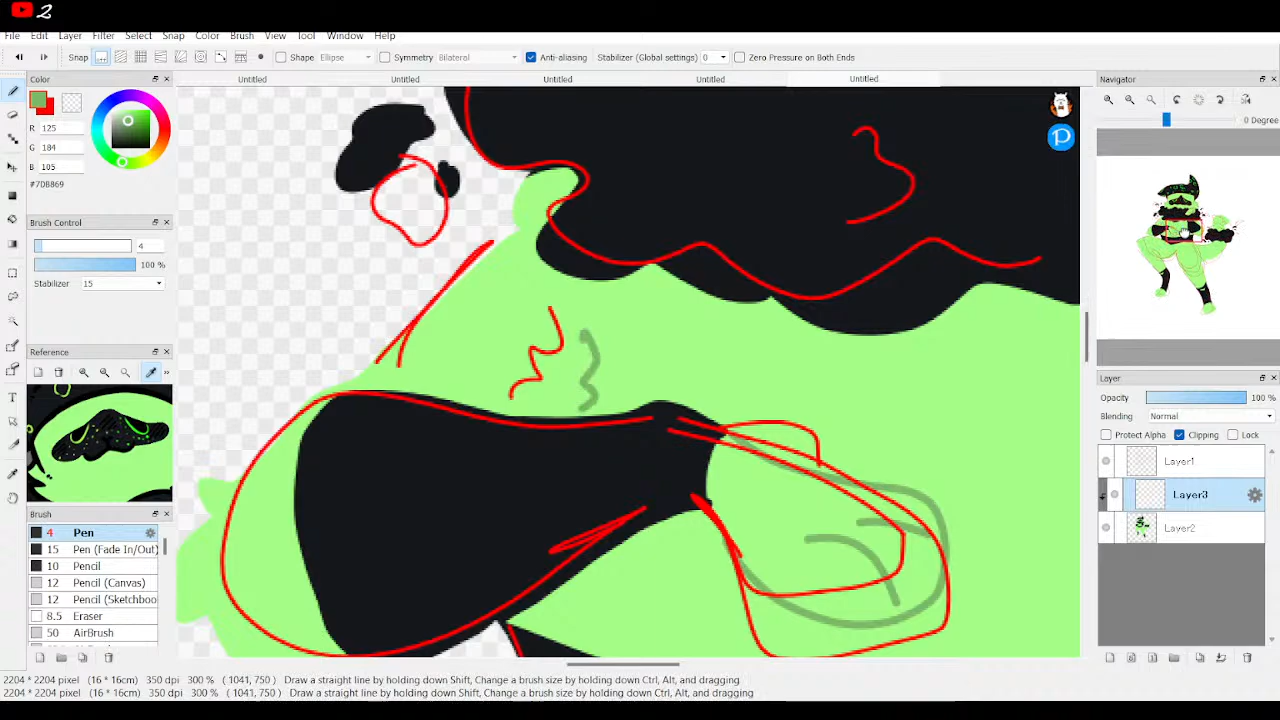 2
File Edit Layer Filter Select Snap Color Brush View Tool Window Help
Snap Shape Ellipse Symmetry Bilateral Anti-aliasing Stabilizer (Global settings) 0 Zero Pressure on Both Ends
Color
Untitled Untitled Untitled Untitled Untitled
Navigator
R 125
G 184
B 105
#7DB869
0 Degree
Brush Control
4
100 %
Stabilizer 15
Reference
Layer
Opacity 100 %
Blending Normal
Protect Alpha Clipping Lock
Layer1
Layer3
Layer2
Brush
4 Pen
15 Pen (Fade In/Out)
10 Pencil
12 Pencil (Canvas)
12 Pencil (Sketchboo
8.5 Eraser
50 AirBrush
2204 * 2204 pixel (16 * 16cm) 350 dpi 300 % ( 1041, 750 ) Draw a straight line by holding down Shift, Change a brush size by holding down Ctrl, Alt, and dragging
2204 * 2204 pixel (16 * 16cm) 350 dpi 300 % ( 1041, 750 ) Draw a straight line by holding down Shift, Change a brush size by holding down Ctrl, Alt, and dragging